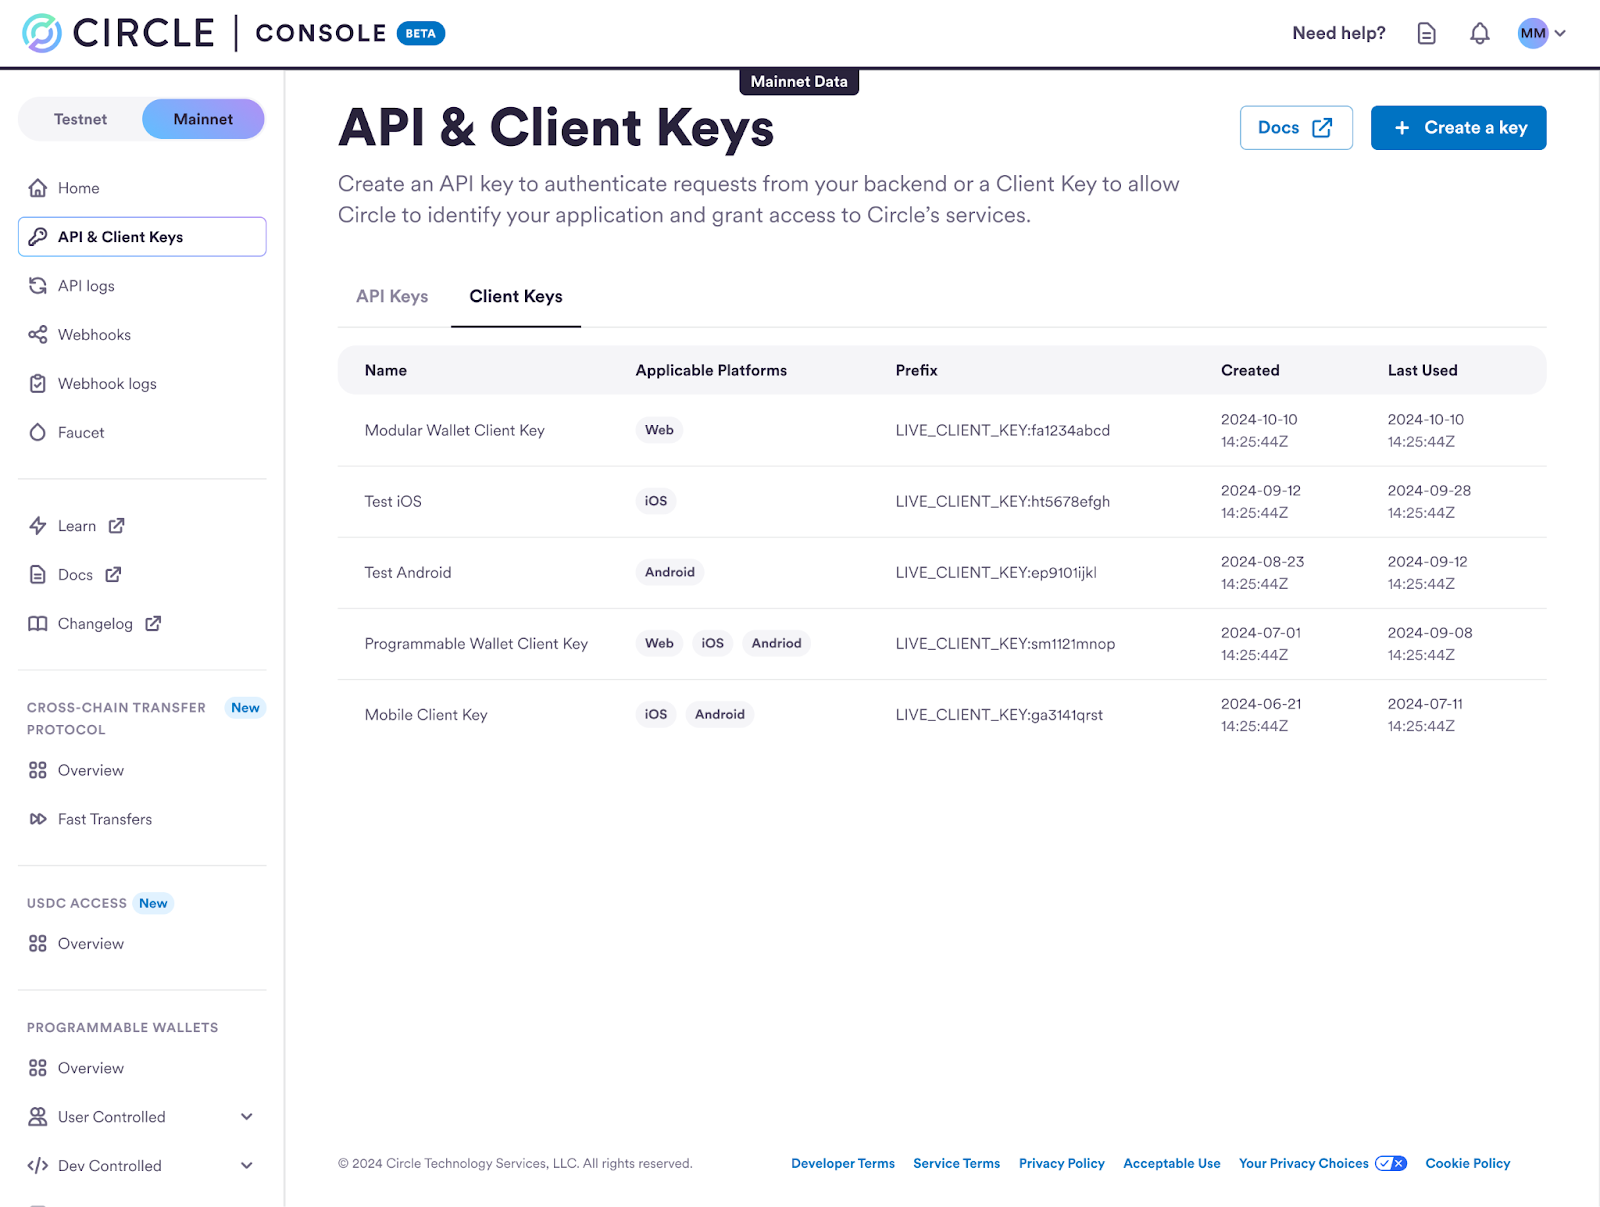 CIRCLE | CONSOLE BETA
Need help?
MM
Mainnet Data
Testnet
Mainnet
Home
API & Client Keys
API logs
Webhooks
Webhook logs
Faucet
Learn
Docs
Changelog
CROSS-CHAIN TRANSFER
PROTOCOL
New
Overview
Fast Transfers
USDC ACCESS New
Overview
PROGRAMMABLE WALLETS
Overview
User Controlled
Dev Controlled
API & Client Keys
Docs
+ Create a key
Create an API key to authenticate requests from your backend or a Client Key to allow
Circle to identify your application and grant access to Circle’s services.
API Keys
Client Keys
Name Applicable Platforms Prefix Created Last Used
Modular Wallet Client Key Web LIVE_CLIENT_KEY:fa1234abcd 2024-10-10 14:25:44Z 2024-10-10 14:25:44Z
Test iOS iOS LIVE_CLIENT_KEY:ht5678efgh 2024-09-12 14:25:44Z 2024-09-28 14:25:44Z
Test Android Android LIVE_CLIENT_KEY:ep9101ijkl 2024-08-23 14:25:44Z 2024-09-12 14:25:44Z
Programmable Wallet Client Key Web iOS Andriod LIVE_CLIENT_KEY:sm1121mnop 2024-07-01 14:25:44Z 2024-09-08 14:25:44Z
Mobile Client Key iOS Android LIVE_CLIENT_KEY:ga3141qrst 2024-06-21 14:25:44Z 2024-07-11 14:25:44Z
© 2024 Circle Technology Services, LLC. All rights reserved.
Developer Terms Service Terms Privacy Policy Acceptable Use Your Privacy Choices Cookie Policy